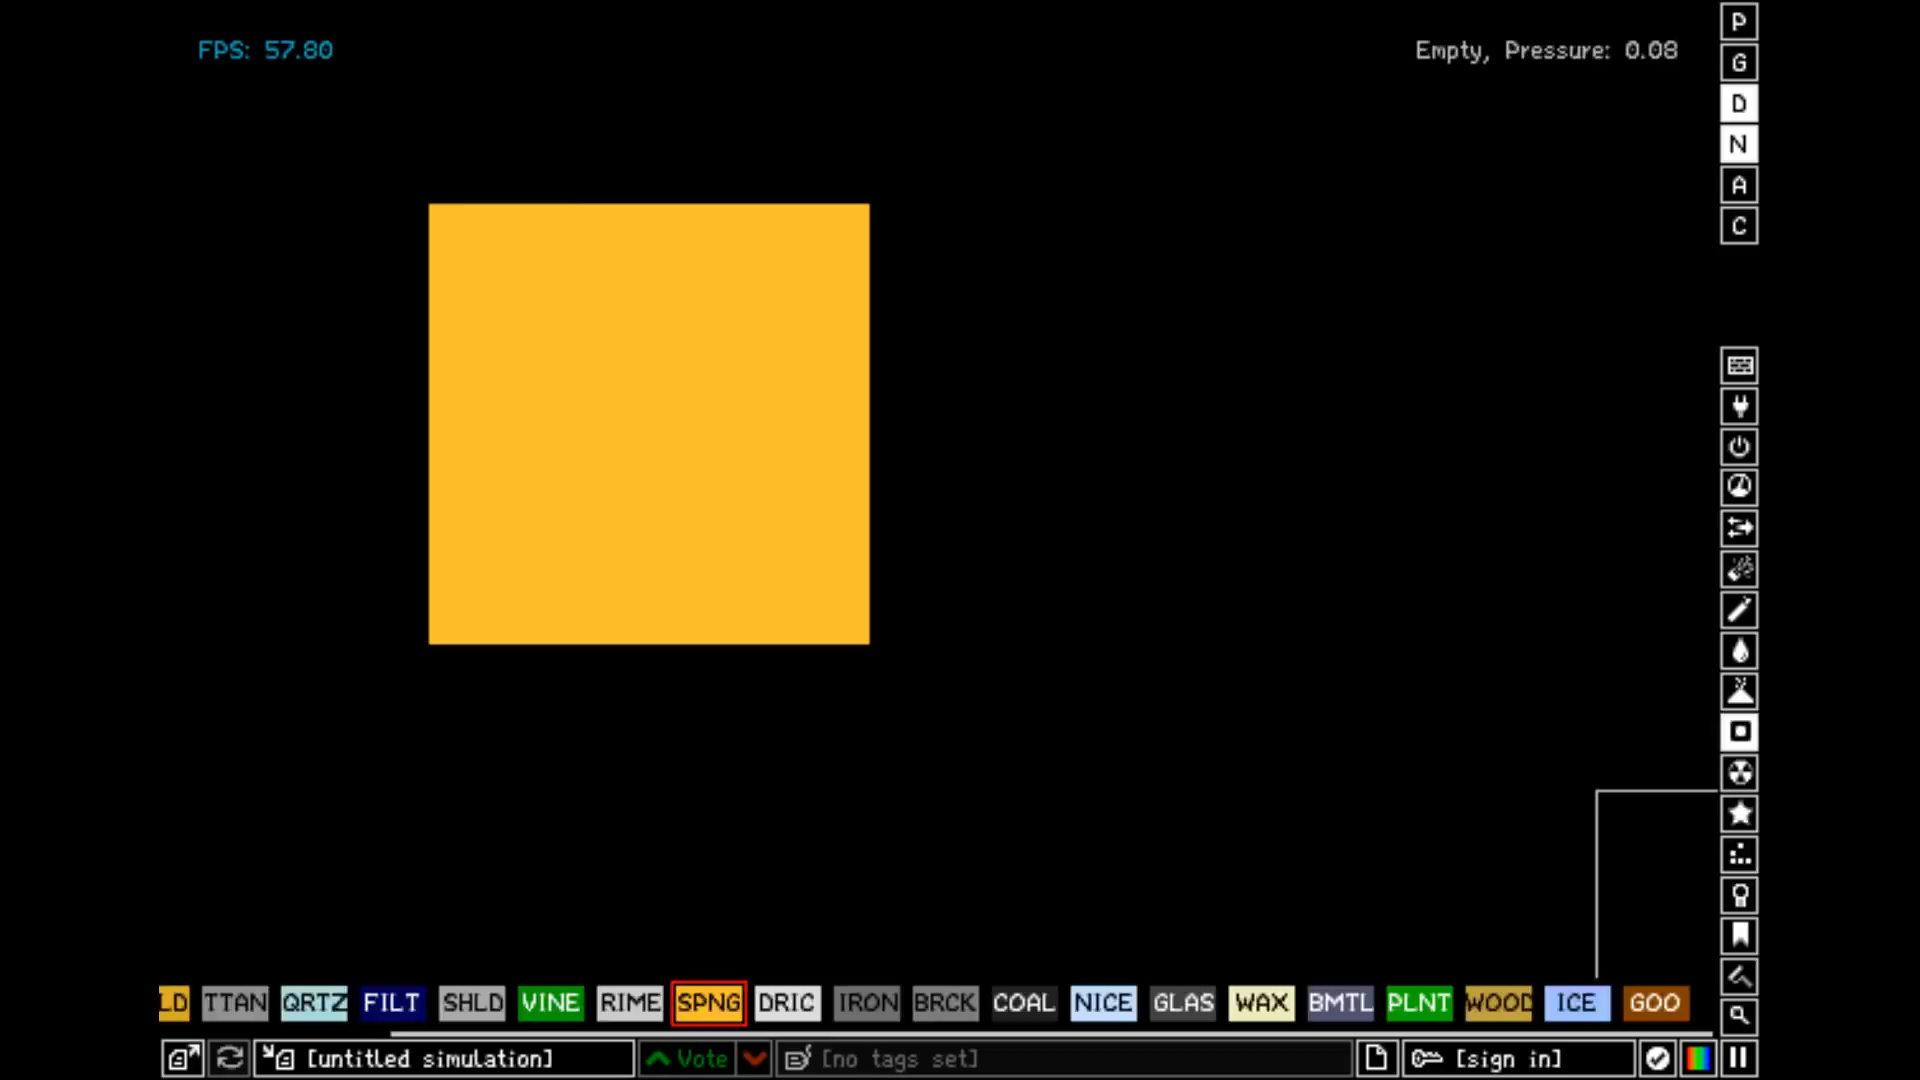 FPS: 57.80
Empty, Pressure: 0.08
P
G
D
N
A
C
LD TTAN QRTZ FILT SHLD VINE RIME SPNG DRIC IRON BRCK COAL NICE GLAS WAX BMTL PLNT WOOD ICE GOO
[untitled simulation] Vote [no tags set] [sign in]